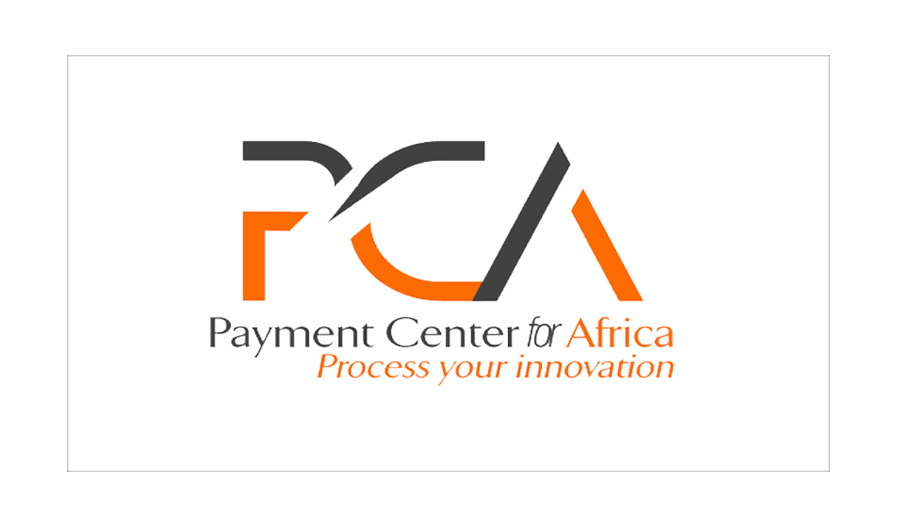 PCA
Payment Center for Africa
Process your innovation